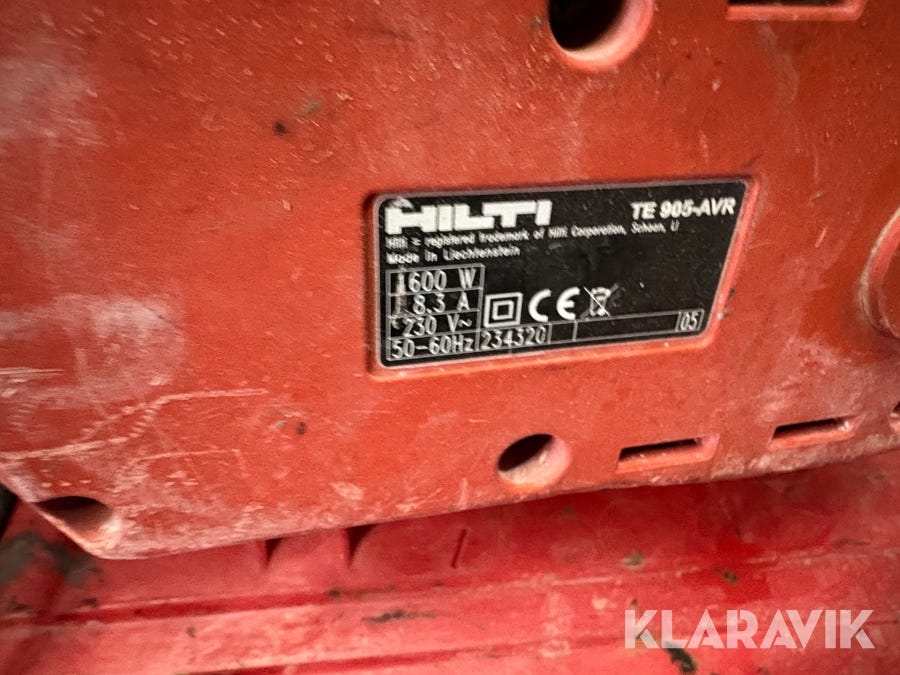 HILTI TE 905-AVR
Hilti = registered trademark of Hilti Corporation, Schaan, LI
Made in Liechtenstein
1600 W
8.3 A
230 V~
50-60Hz 234320 05
CE
KLARAVIK